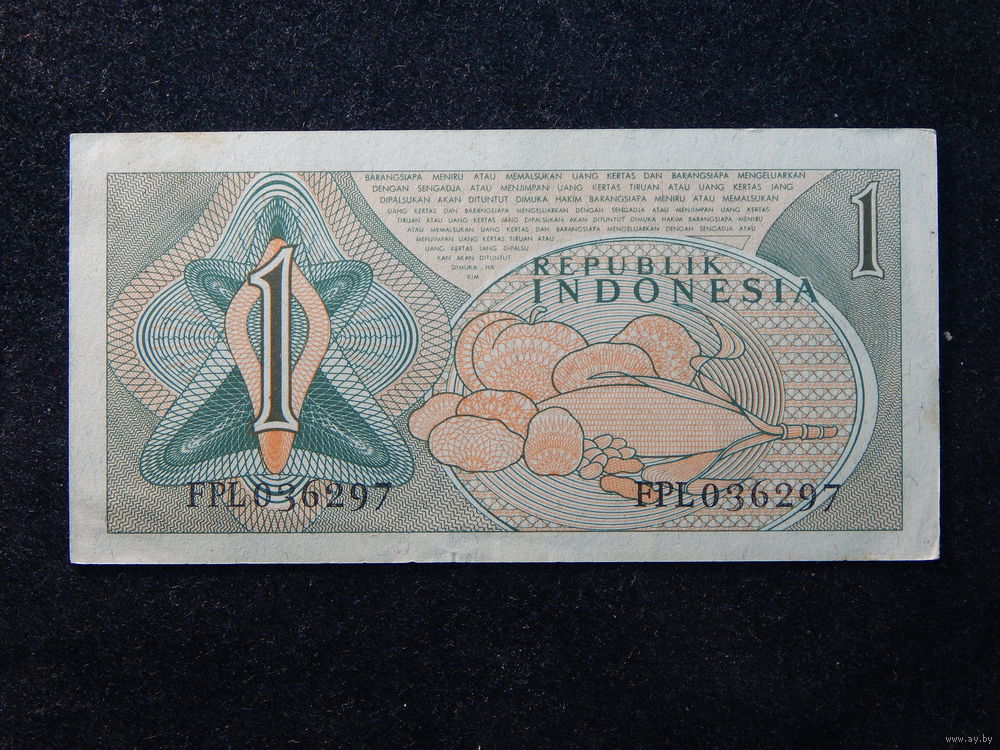 BARANGSIAPA MENIRU ATAU MEMALSUKAN UANG KERTAS DAN BARANGSIAPA MENGELUARKAN
DENGAN SENGADJA ATAU MENJIMPAN UANG KERTAS TIRUAN ATAU UANG KERTAS JANG
DIPALSUKAN AKAN DITUNTUT DIMUKA HAKIM BARANGSIAPA MENIRU ATAU MEMALSUKAN
UANG KERTAS DAN BARANGSIAPA MENGELUARKAN DENGAN SENGADJA ATAU MENJIMPAN UANG KERTAS
TIRUAN ATAU UANG KERTAS JANG DIPALSUKAN AKAN DITUNTUT DIMUKA HAKIM BARANGSIAPA MENIRU
ATAU MEMALSUKAN UANG KERTAS DAN BARANGSIAPA MENGELUARKAN DENGAN SENGADJA ATAU
MENJIMPAN UANG KERTAS TIRUAN ATAU
UANG KERTAS JANG DIPALSU
KAN AKAN DITUNTUT
DIMUKA HA
KIM
1
1
REPUBLIK
INDONESIA
FPL036297
FPL036297
www.ay.by